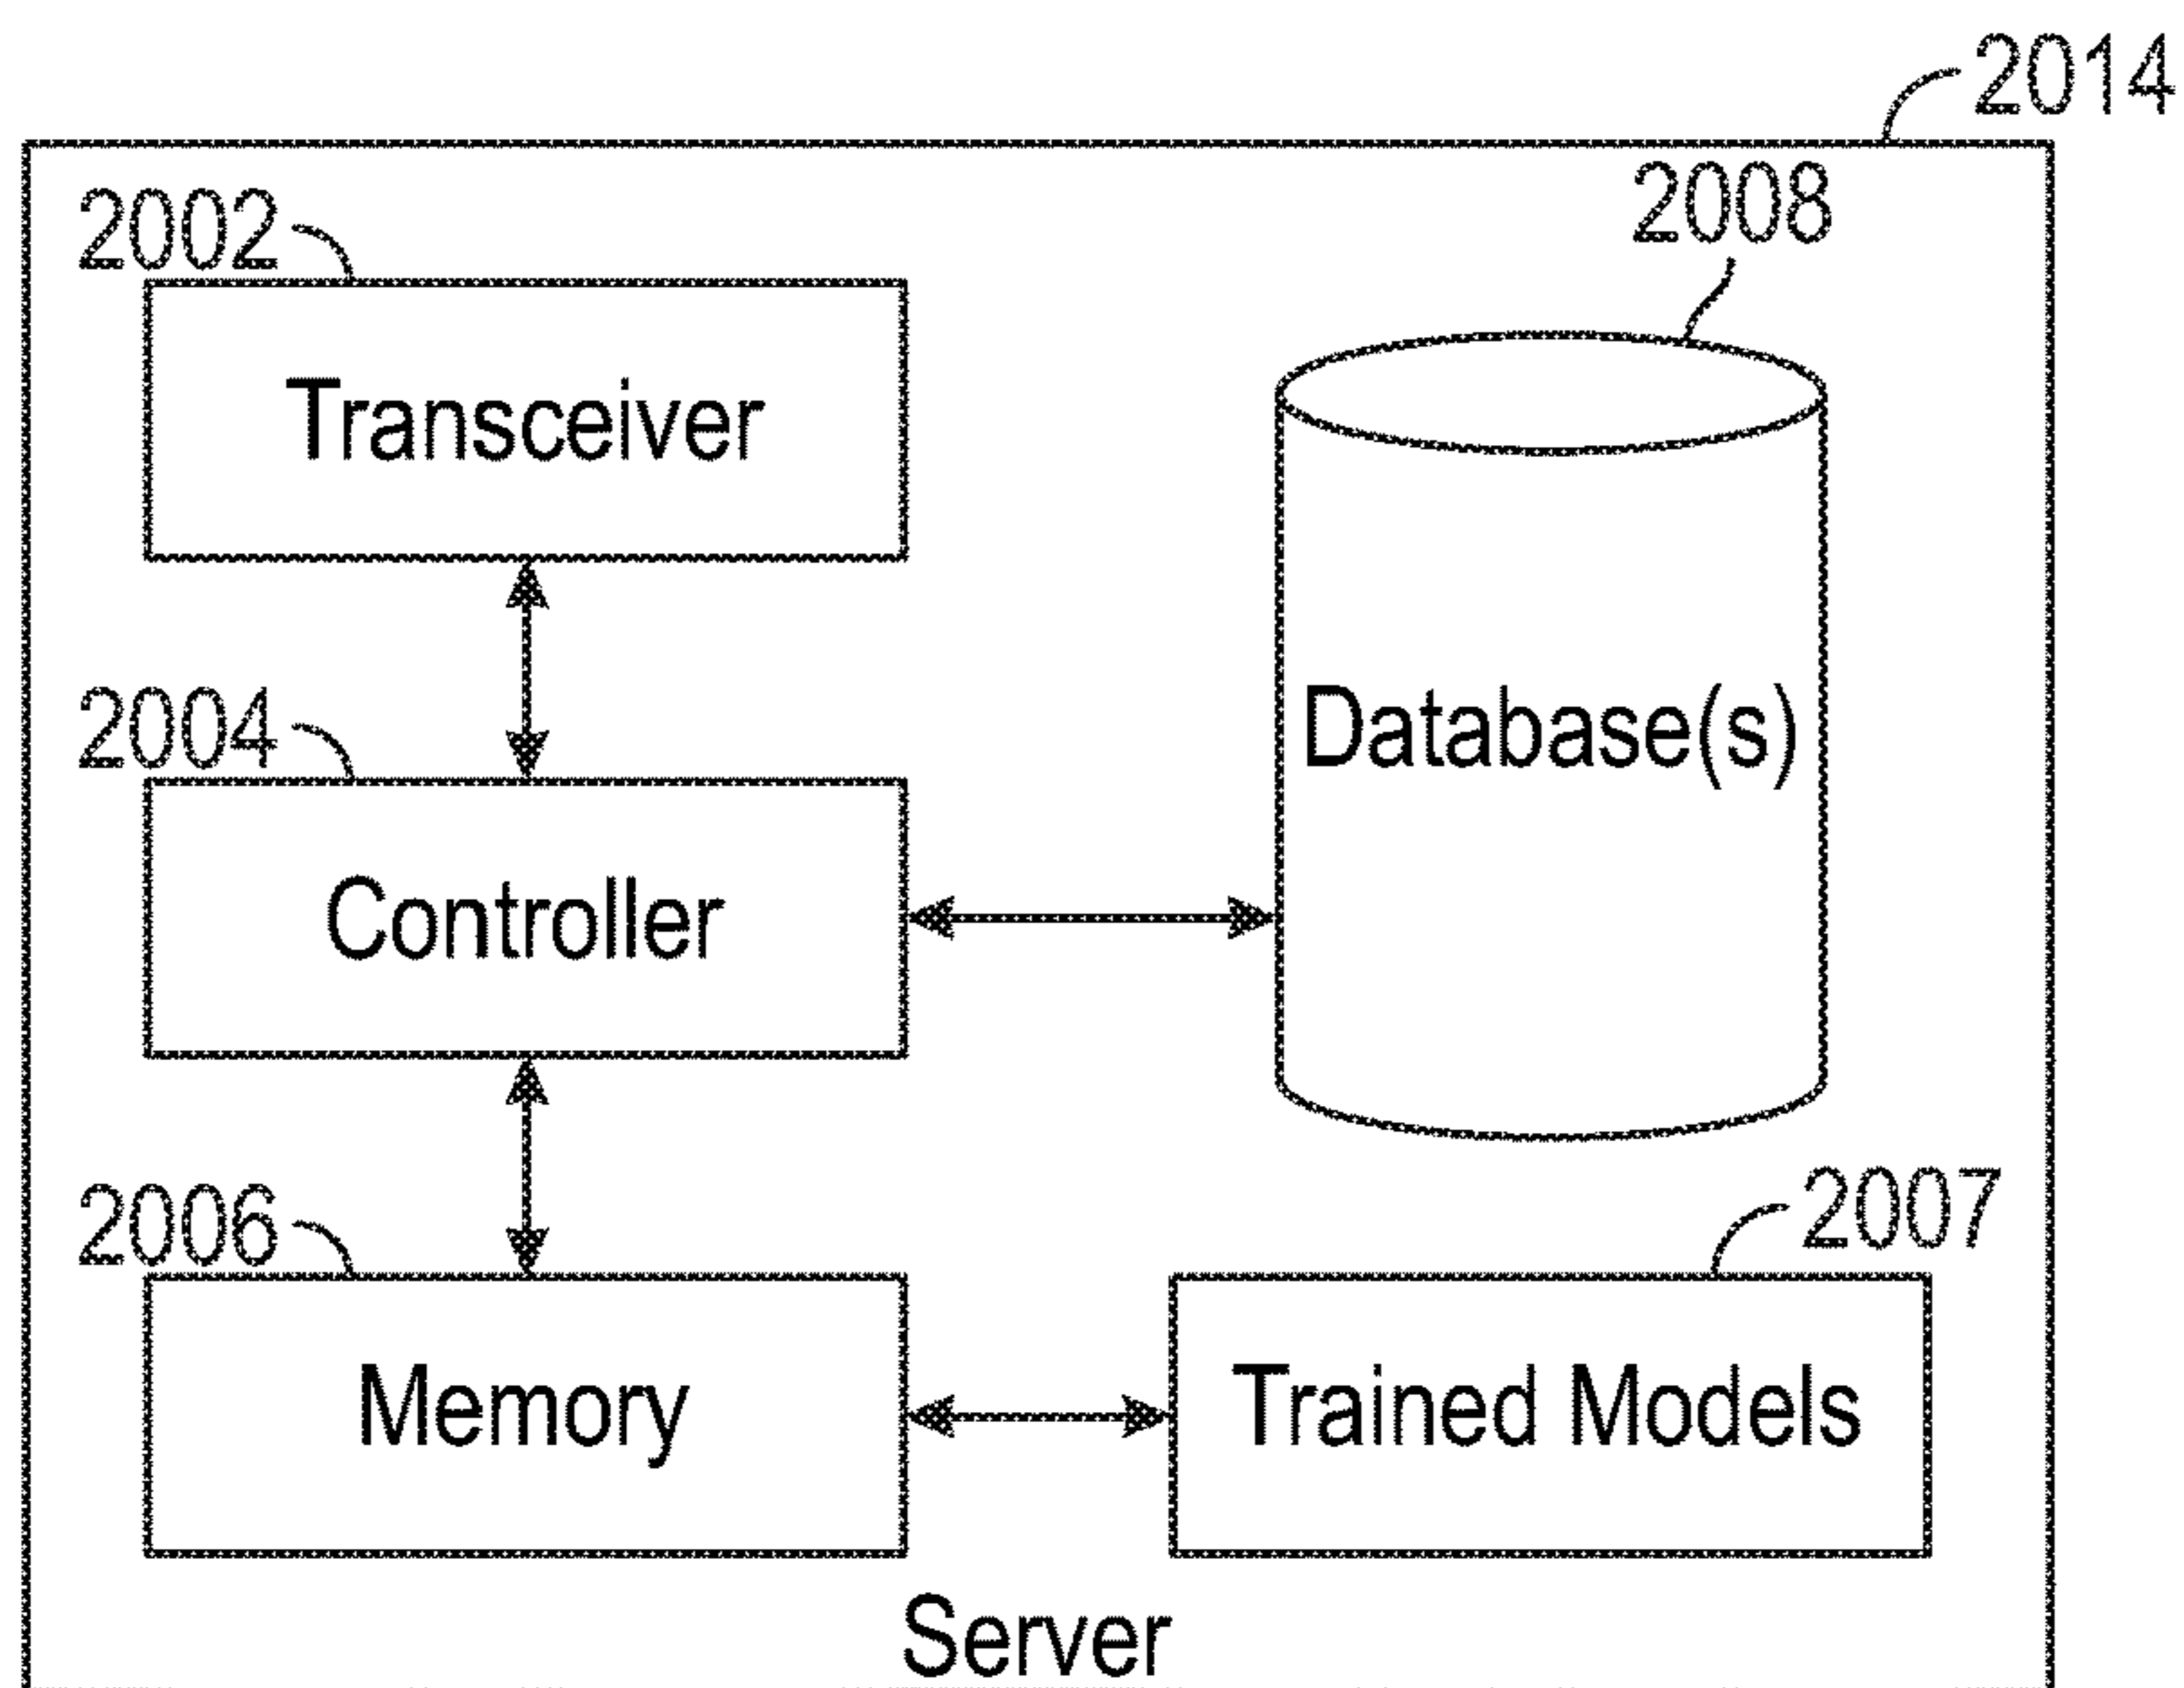 2014
2002
2008
Transceiver
2004
Database(s)
Controller
2006
2007
Memory
Trained Models
Server